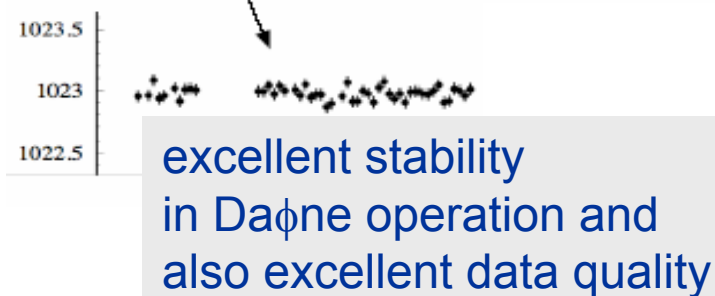 1023.5
1023
1022.5
excellent stability
in Daϕne operation and
also excellent data quality